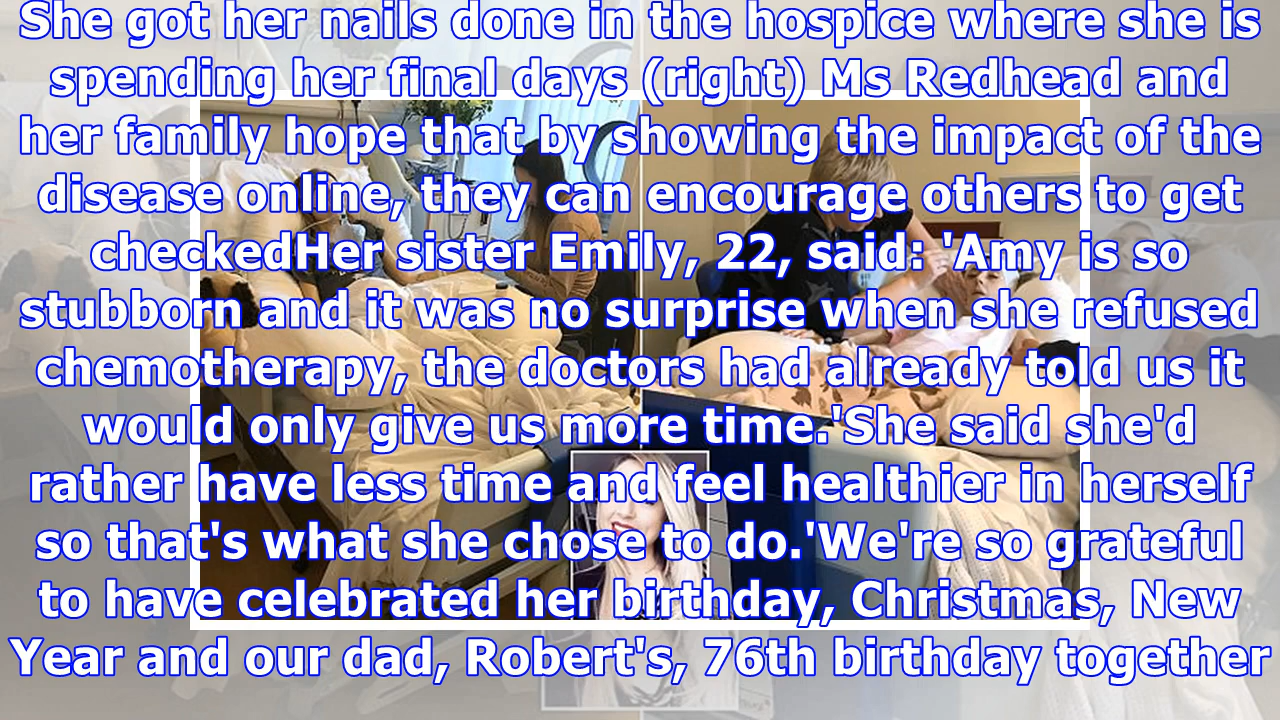 She got her nails done in the hospice where she is
spending her final days (right) Ms Redhead and
her family hope that by showing the impact of the
disease online, they can encourage others to get
checkedHer sister Emily, 22, said: 'Amy is so
stubborn and it was no surprise when she refused
chemotherapy, the doctors had already told us it
would only give us more time.'She said she'd
rather have less time and feel healthier in herself
so that's what she chose to do.'We're so grateful
to have celebrated her birthday, Christmas, New
Year and our dad, Robert's, 76th birthday together